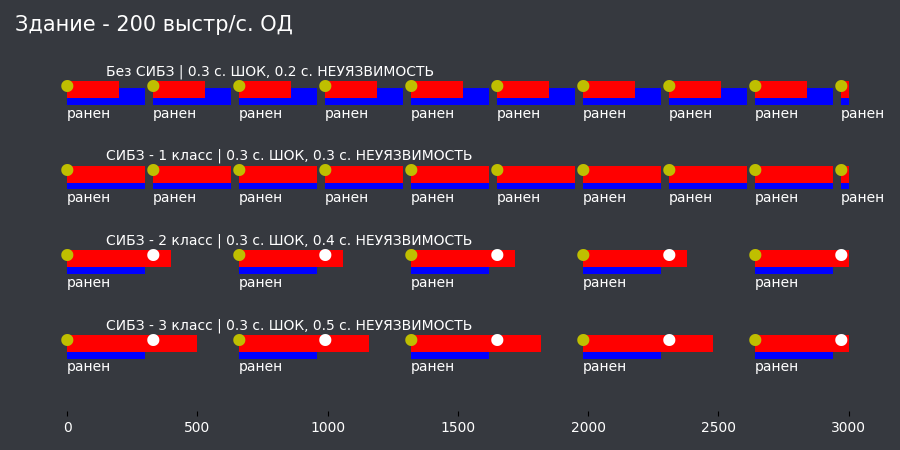 Здание - 200 выстр/с. ОД
Без СИБЗ | 0.3 с. ШОК, 0.2 с. НЕУЯЗВИМОСТЬ
ранен ранен ранен ранен ранен ранен ранен ранен ранен ранен
СИБЗ - 1 класс | 0.3 с. ШОК, 0.3 с. НЕУЯЗВИМОСТЬ
ранен ранен ранен ранен ранен ранен ранен ранен ранен ранен
СИБЗ - 2 класс | 0.3 с. ШОК, 0.4 с. НЕУЯЗВИМОСТЬ
ранен ранен ранен ранен ранен
СИБЗ - 3 класс | 0.3 с. ШОК, 0.5 с. НЕУЯЗВИМОСТЬ
ранен ранен ранен ранен ранен
0 500 1000 1500 2000 2500 3000